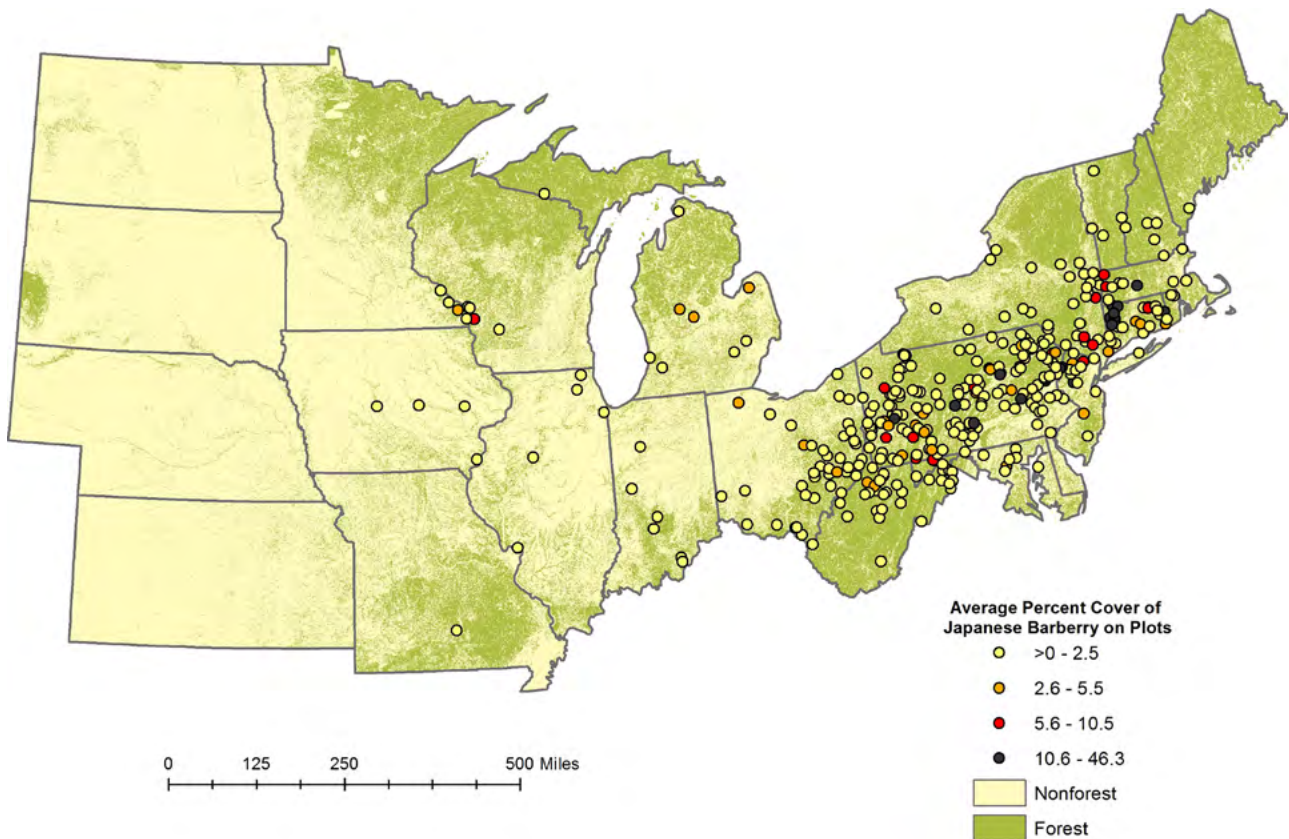 Average Percent Cover of
Japanese Barberry on Plots
>0 - 2.5
2.6 - 5.5
5.6 - 10.5
10.6 - 46.3
Nonforest
Forest
0 125 250 500 Miles